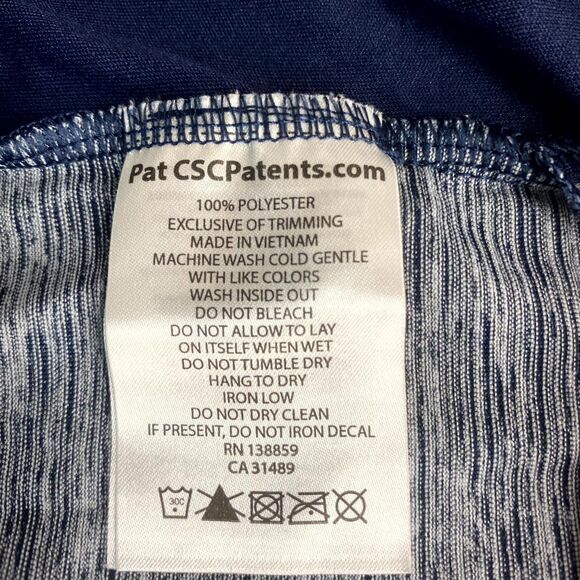 Pat CSCPatents.com
100% POLYESTER
EXCLUSIVE OF TRIMMING
MADE IN VIETNAM
MACHINE WASH COLD GENTLE
WITH LIKE COLORS
WASH INSIDE OUT
DO NOT BLEACH
DO NOT ALLOW TO LAY
ON ITSELF WHEN WET
DO NOT TUMBLE DRY
HANG TO DRY
IRON LOW
DO NOT DRY CLEAN
IF PRESENT, DO NOT IRON DECAL
RN 138859
CA 31489
30C